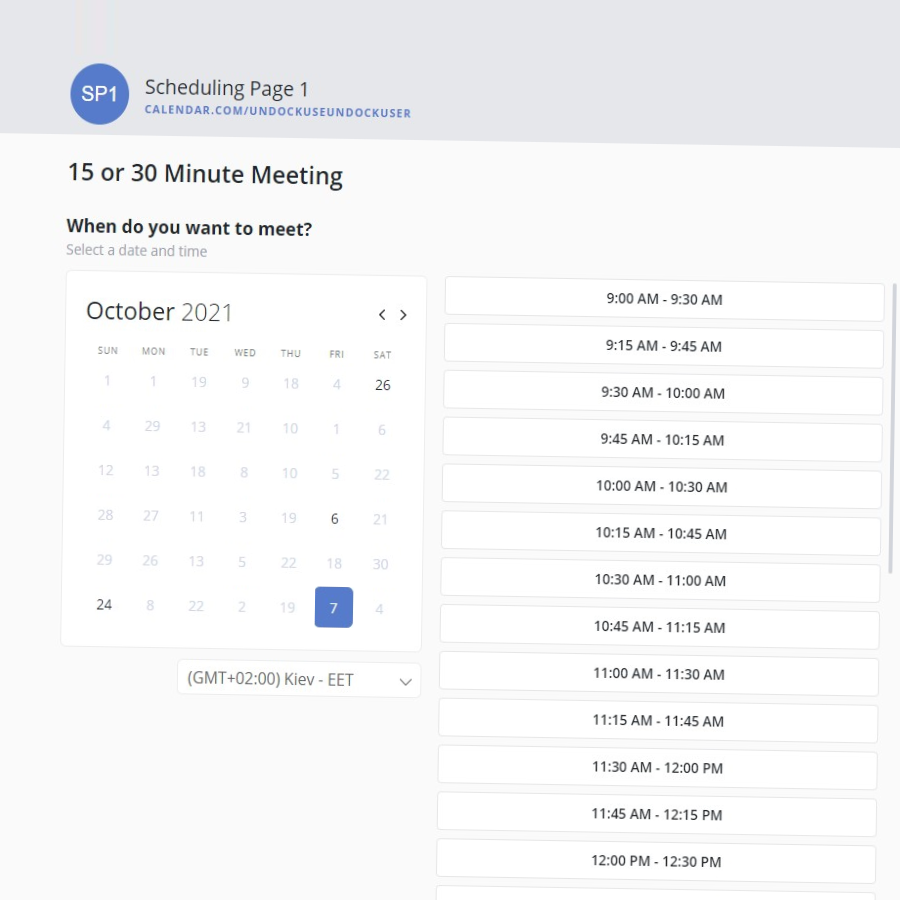 SP1
Scheduling Page 1
CALENDAR.COM/UNDOCKUSEUNDOCKUSER
15 or 30 Minute Meeting
When do you want to meet?
Select a date and time
October 2021
SUN MON TUE WED THU FRI SAT
1 1 19 9 18 4 26
4 29 13 21 10 1 6
12 13 18 8 10 5 22
28 27 11 3 19 6 21
29 26 13 5 22 18 30
24 8 22 2 19 7 4
(GMT+02:00) Kiev - EET
9:00 AM - 9:30 AM
9:15 AM - 9:45 AM
9:30 AM - 10:00 AM
9:45 AM - 10:15 AM
10:00 AM - 10:30 AM
10:15 AM - 10:45 AM
10:30 AM - 11:00 AM
10:45 AM - 11:15 AM
11:00 AM - 11:30 AM
11:15 AM - 11:45 AM
11:30 AM - 12:00 PM
11:45 AM - 12:15 PM
12:00 PM - 12:30 PM